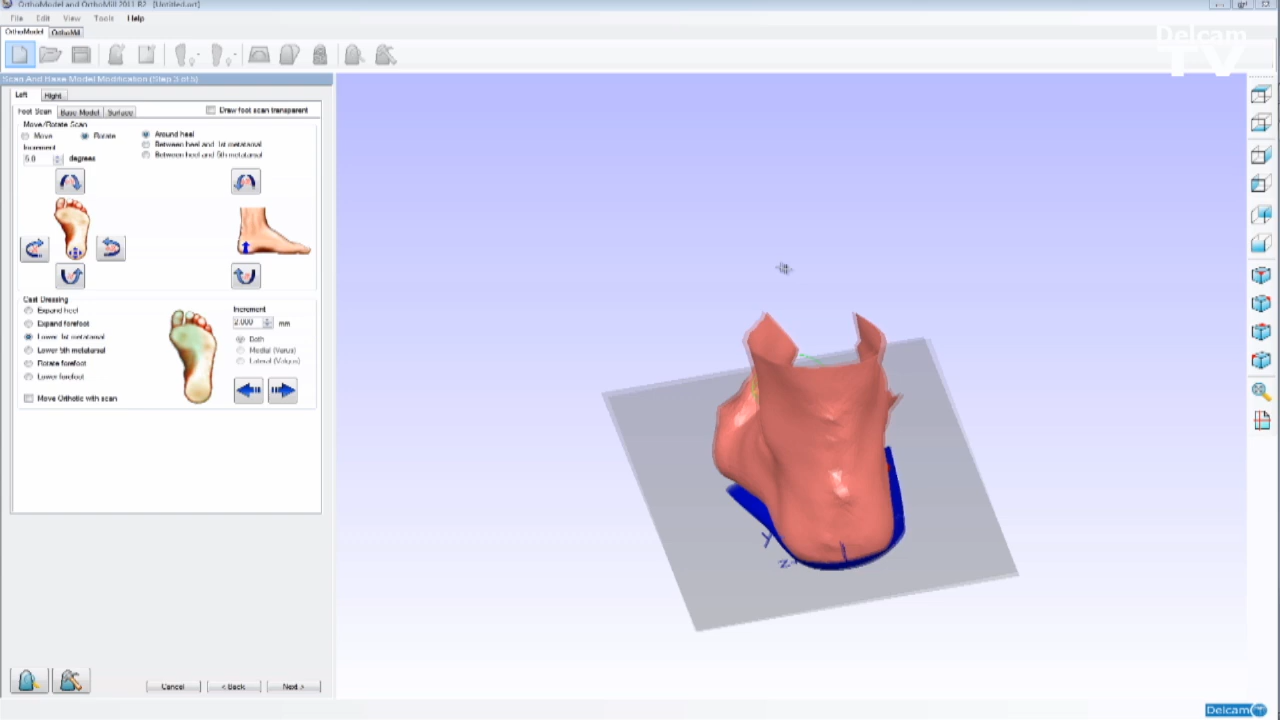 OrthoModel and OrthoMill 2011 R2 [Untitled.art]
File Edit View Tools Help
OrthoModel OrthoMill
Delcam
TV
Scan And Base Model Modification (Step 3 of 5)
Left Right
Foot Scan Base Model Surface Draw foot scan transparent
Move/Rotate Scan
Move Rotate Around heel
Between heel and 1st metatarsal
Between heel and 5th metatarsal
Increment
5.0 degrees
Cast Dressing
Expand heel
Expand forefoot
Lower 1st metatarsal
Lower 5th metatarsal
Rotate forefoot
Lower forefoot
Move Orthotic with scan
Increment
2.000 mm
Both
Medial (Varus)
Lateral (Valgus)
Y
Z
Cancel < Back Next >
Delcam